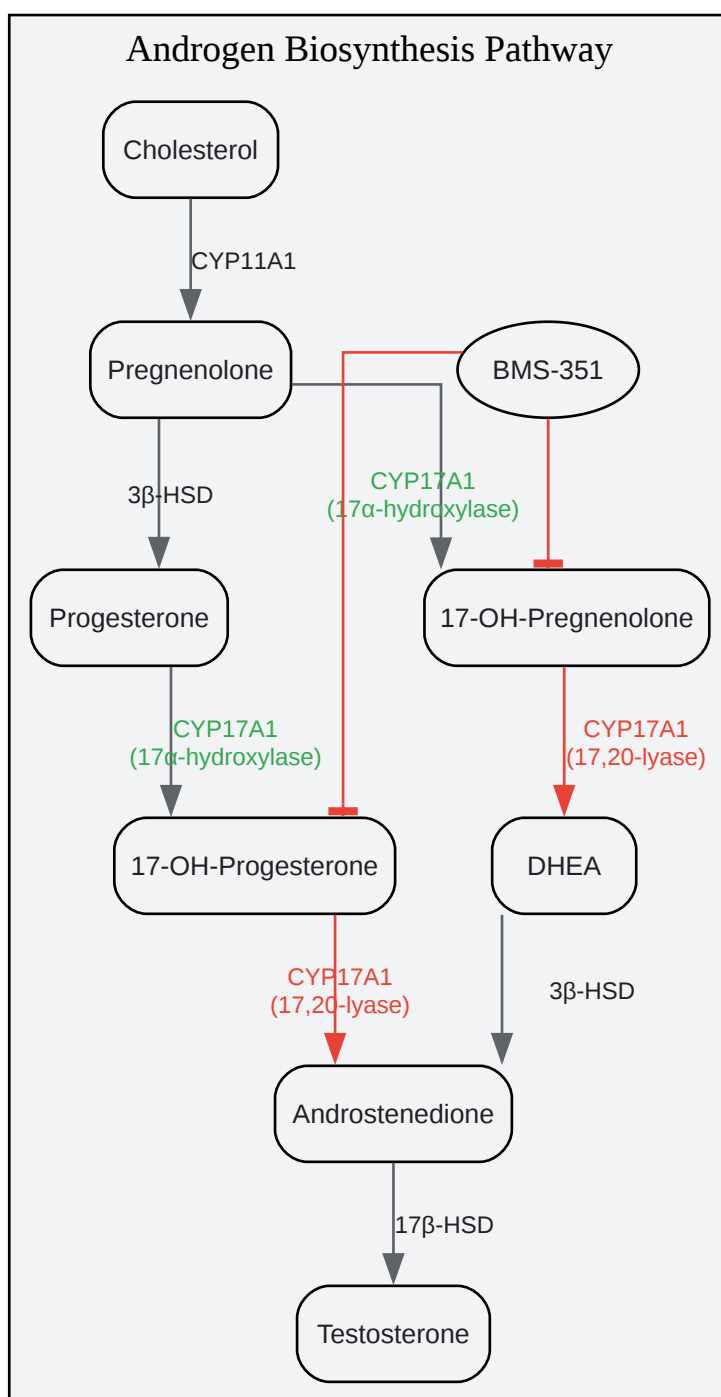 Androgen Biosynthesis Pathway
Cholesterol
CYP11A1
Pregnenolone
BMS-351
CYP17A1
(17α-hydroxylase)
3β-HSD
Progesterone
17-OH-Pregnenolone
CYP17A1
(17α-hydroxylase)
CYP17A1
(17,20-lyase)
17-OH-Progesterone
DHEA
CYP17A1
(17,20-lyase)
3β-HSD
Androstenedione
17β-HSD
Testosterone